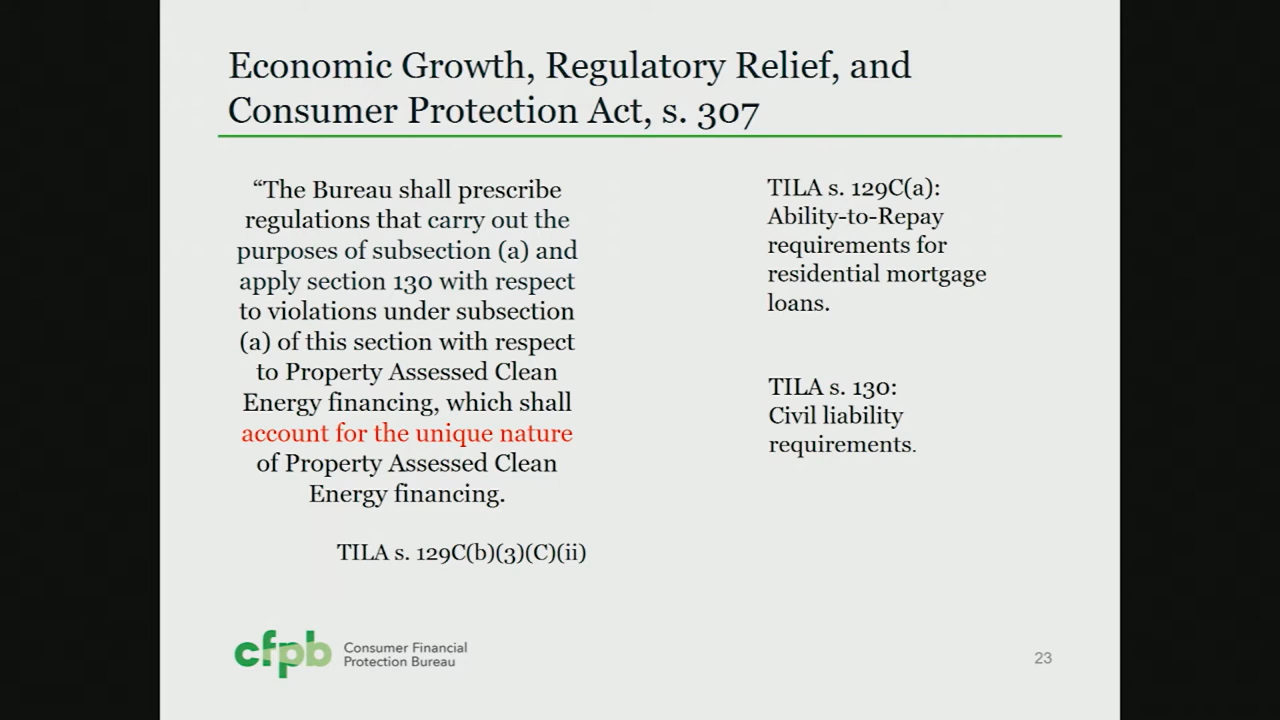 Economic Growth, Regulatory Relief, and
Consumer Protection Act, s. 307
“The Bureau shall prescribe
regulations that carry out the
purposes of subsection (a) and
apply section 130 with respect
to violations under subsection
(a) of this section with respect
to Property Assessed Clean
Energy financing, which shall
account for the unique nature
of Property Assessed Clean
Energy financing.
TILA s. 129C(b)(3)(C)(ii)
TILA s. 129C(a):
Ability-to-Repay
requirements for
residential mortgage
loans.
TILA s. 130:
Civil liability
requirements.
cfpb
Consumer Financial
Protection Bureau
23